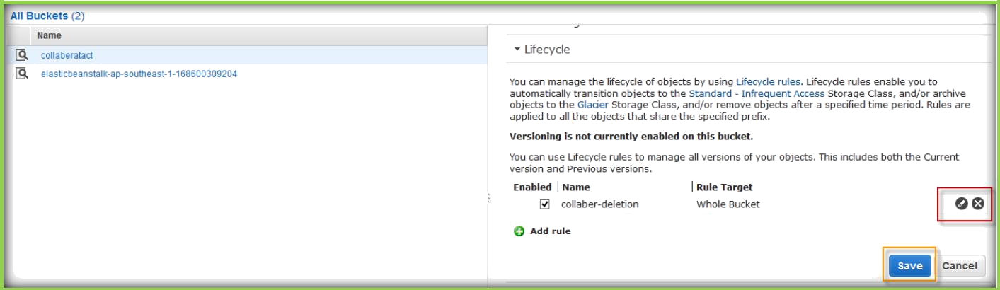 All Buckets (2)
Name
collaberatact
elasticbeanstalk-ap-southeast-1-168600309204
Lifecycle
You can manage the lifecycle of objects by using Lifecycle rules. Lifecycle rules enable you to
automatically transition objects to the Standard - Infrequent Access Storage Class, and/or archive
objects to the Glacier Storage Class, and/or remove objects after a specified time period. Rules are
applied to all the objects that share the specified prefix.
Versioning is not currently enabled on this bucket.
You can use Lifecycle rules to manage all versions of your objects. This includes both the Current
version and Previous versions.
Enabled Name Rule Target
collaber-deletion Whole Bucket
Add rule
Save Cancel